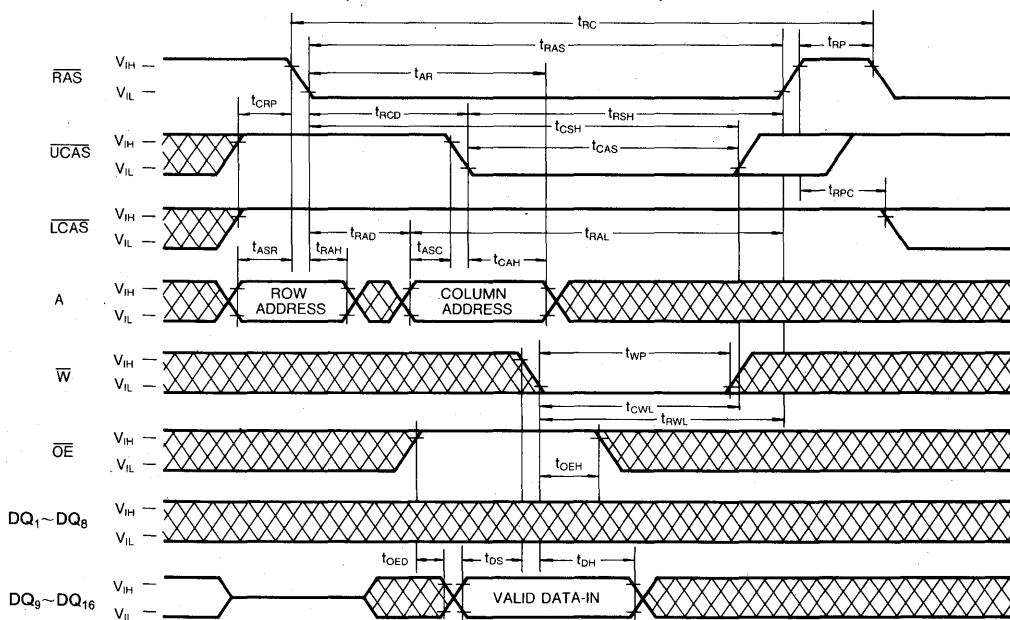 tRC
tRAS
tRP
tAR
RAS
VIH
VIL
tCRP
tRCD
tRSH
tCSH
UCAS
VIH
VIL
tCAS
tRPC
LCAS
VIH
VIL
tRAD
tRAL
tASR
tRAH
tASC
tCAH
A
VIH
VIL
ROW ADDRESS
COLUMN ADDRESS
W
VIH
VIL
tWP
tCWL
tRWL
OE
VIH
VIL
tOEH
DQ1~DQ8
VIH
VIL
tOED
tDS
tDH
DQ9~DQ16
VIH
VIL
VALID DATA-IN